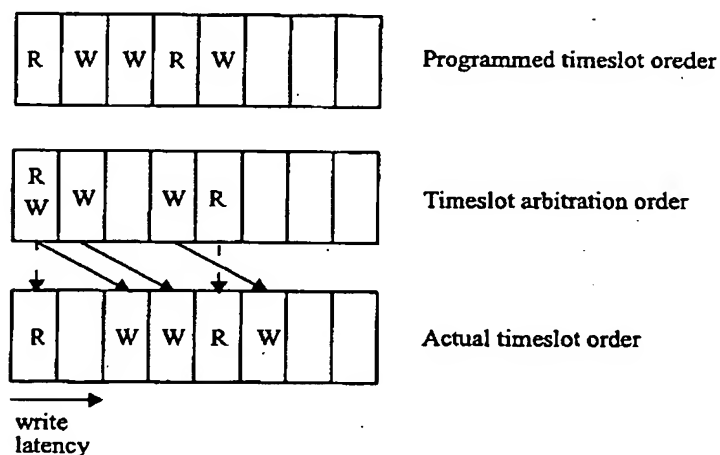 R W W R W Programmed timeslot oreder
R
W W W R Timeslot arbitration order
R W W R W Actual timeslot order
write
latency